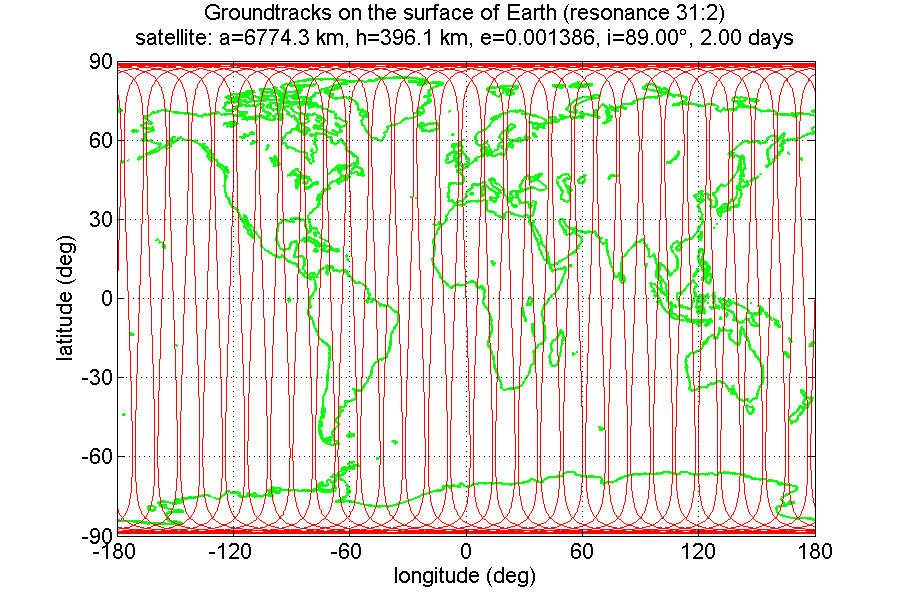 Groundtracks on the surface of Earth (resonance 31:2)
satellite: a=6774.3 km, h=396.1 km, e=0.001386, i=89.00°, 2.00 days
90
60
30
0
-30
-60
-90
latitude (deg)
-180 -120 -60 0 60 120 180
longitude (deg)